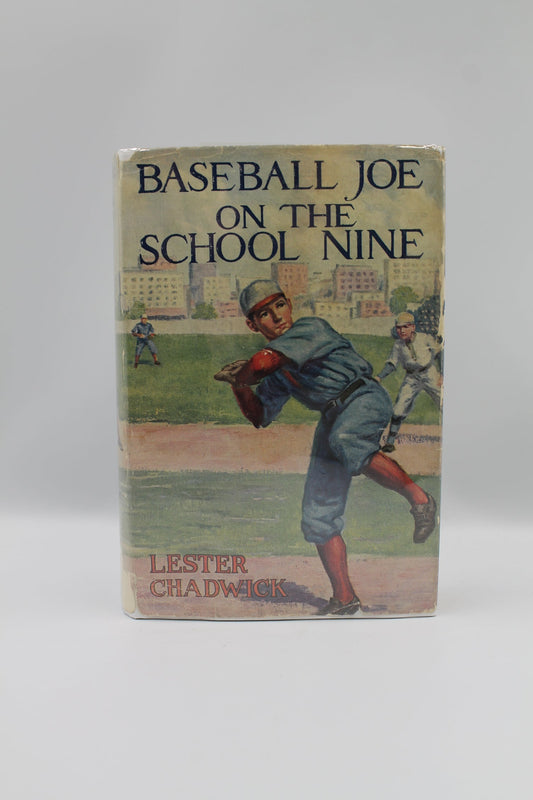 BASEBALL JOE
ON THE
SCHOOL NINE
LESTER
CHADWICK